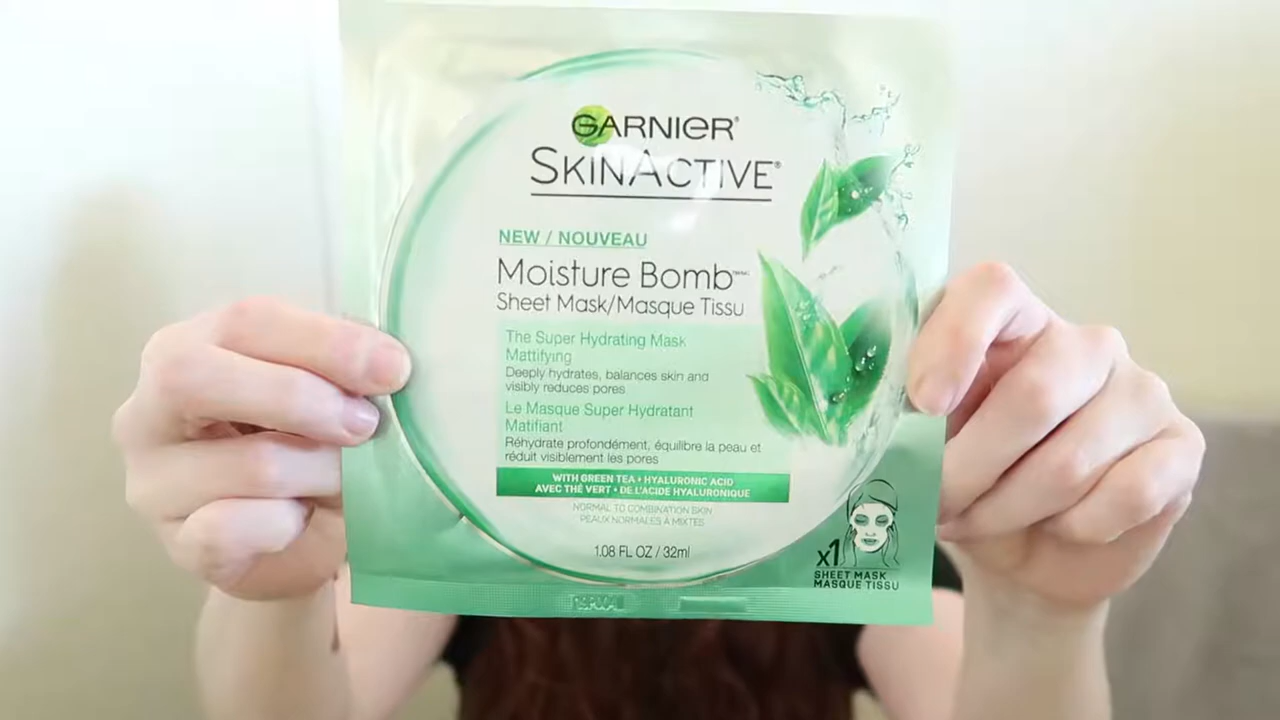 GARNIER®
SKINACTIVE®
NEW / NOUVEAU
Moisture Bomb
Sheet Mask/Masque Tissu
The Super Hydrating Mask
Mattifying
Deeply hydrates, balances skin and
visibly reduces pores
Le Masque Super Hydratant
Matifiant
Réhydrate profondément, équilibre la peau et
réduit visiblement les pores
WITH GREEN TEA + HYALURONIC ACID
AVEC THÉ VERT + DE L'ACIDE HYALURONIQUE
NORMAL TO COMBINATION SKIN
PEAUX NORMALES À MIXTES
1.08 FL OZ / 32ml
x1
SHEET MASK
MASQUE TISSU